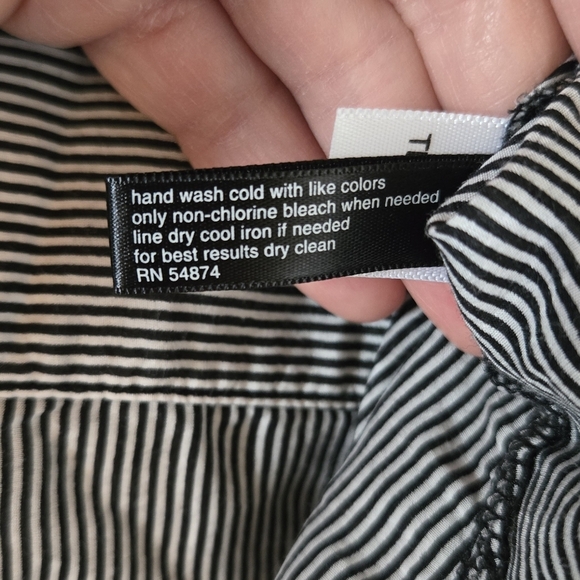 hand wash cold with like colors
only non-chlorine bleach when needed
line dry cool iron if needed
for best results dry clean
RN 54874